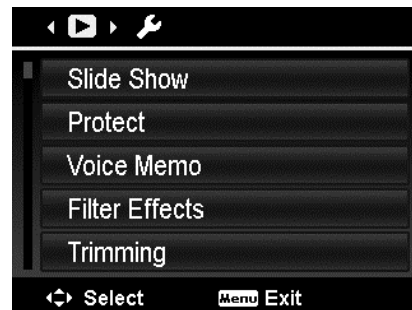 Slide Show
Protect
Voice Memo
Filter Effects
Trimming
Select Menu Exit